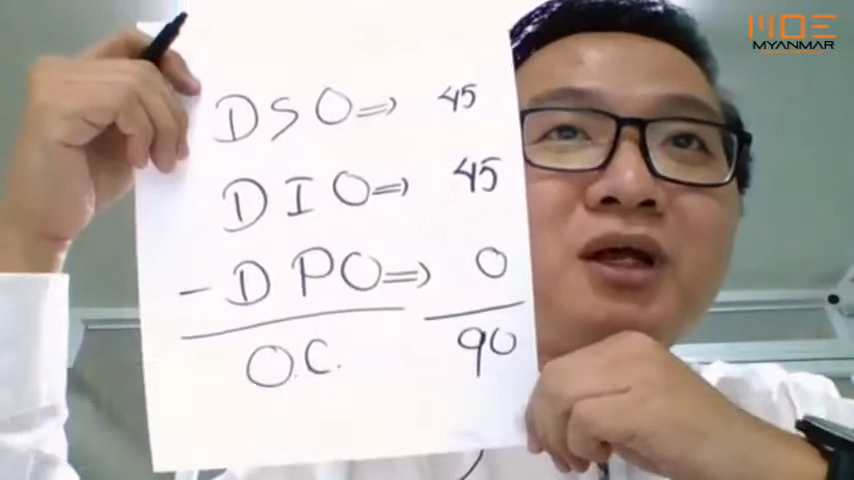 MOE
MYANMAR
DSO => 45
DIO => 45
- DPO => 0
O.C. 90